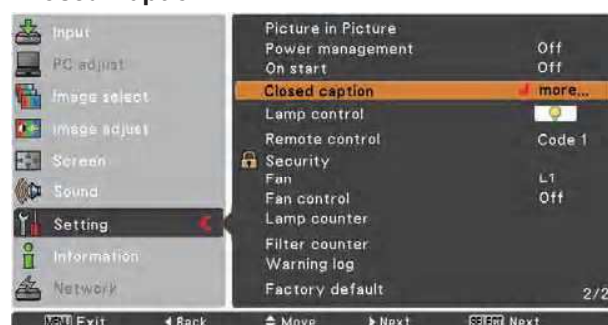 Input
PC adjust
Image select
Image adjust
Screen
Sound
Setting
Information
Network
Picture in Picture
Power management Off
On start Off
Closed caption more...
Lamp control
Remote control Code 1
Security
Fan L1
Fan control Off
Lamp counter
Filter counter
Warning log
Factory default 2/2
MENU Exit Back Move Next SELECT Next